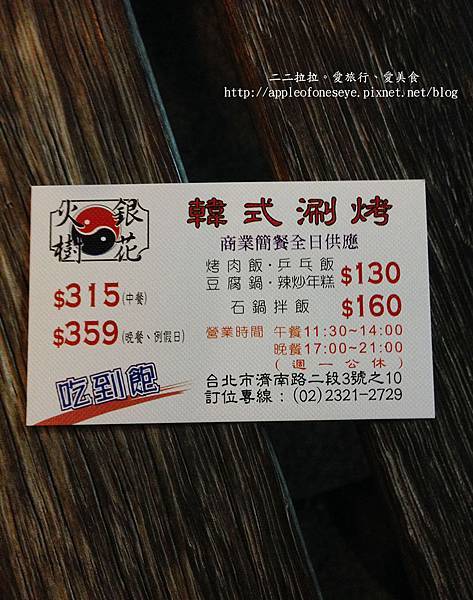 二二拉拉。愛旅行、愛美食
http://appleofoneseye.pixnet.net/blog
火樹銀花
韓式涮烤
商業簡餐全日供應
烤肉飯·乒乓飯
豆腐鍋·辣炒年糕 $130
石鍋拌飯 $160
$315(中餐)
$359(晚餐、例假日)
吃到飽
營業時間 午餐11:30~14:00
晚餐17:00~21:00
(週一公休)
台北市濟南路二段3號之10
訂位專線:(02)2321-2729